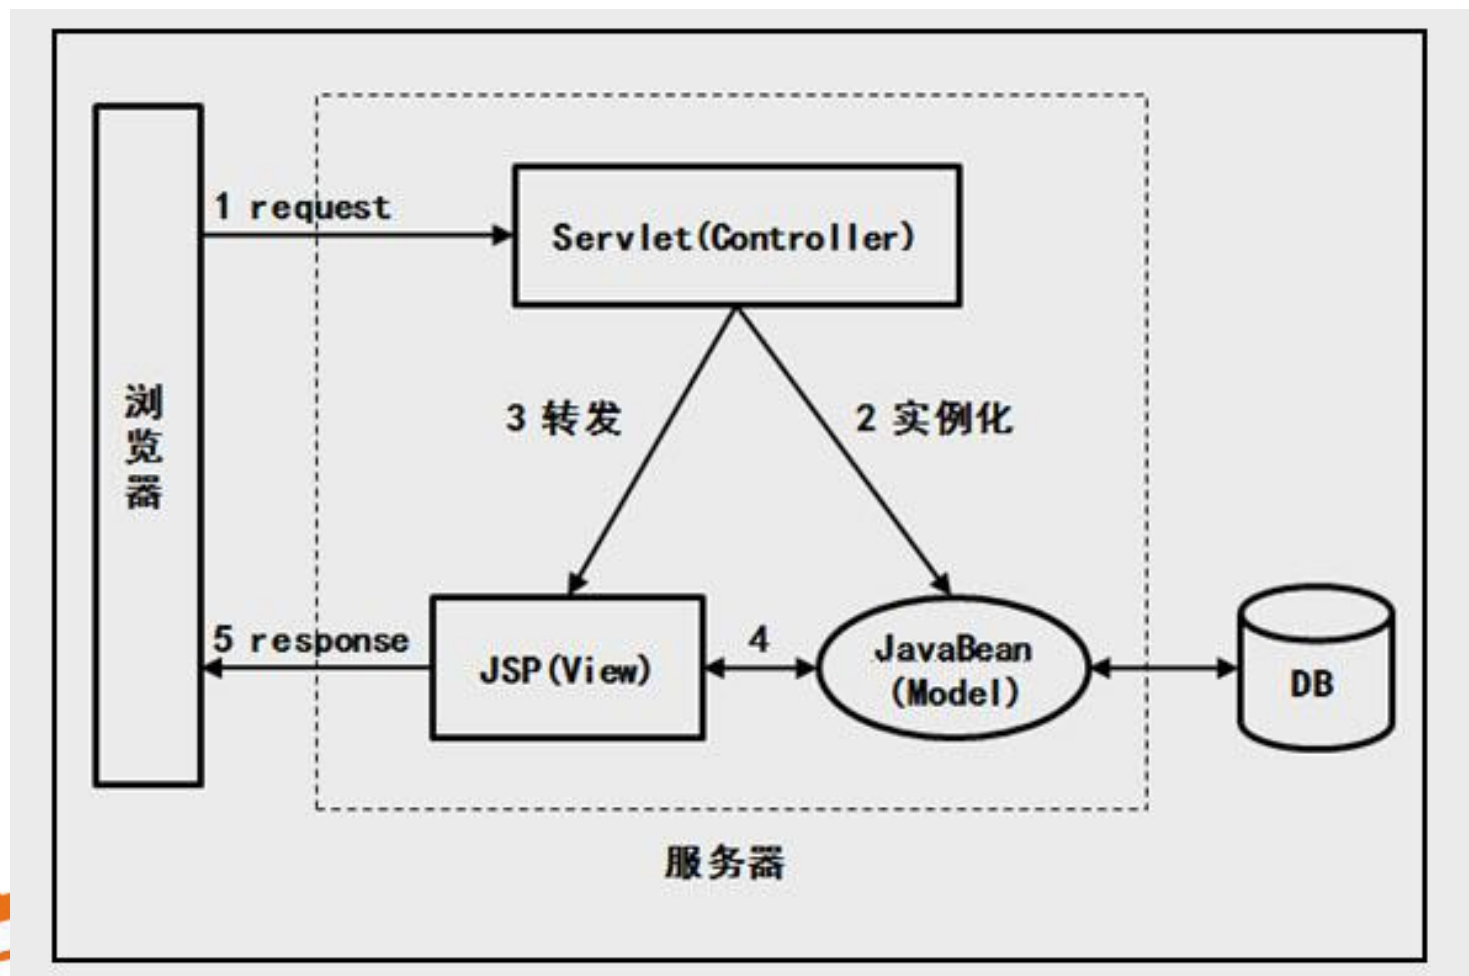 1 request
Servlet(Controller)
浏
览
器
3 转发
2 实例化
5 response
JSP(View)
4
JavaBean
(Model)
DB
服务器